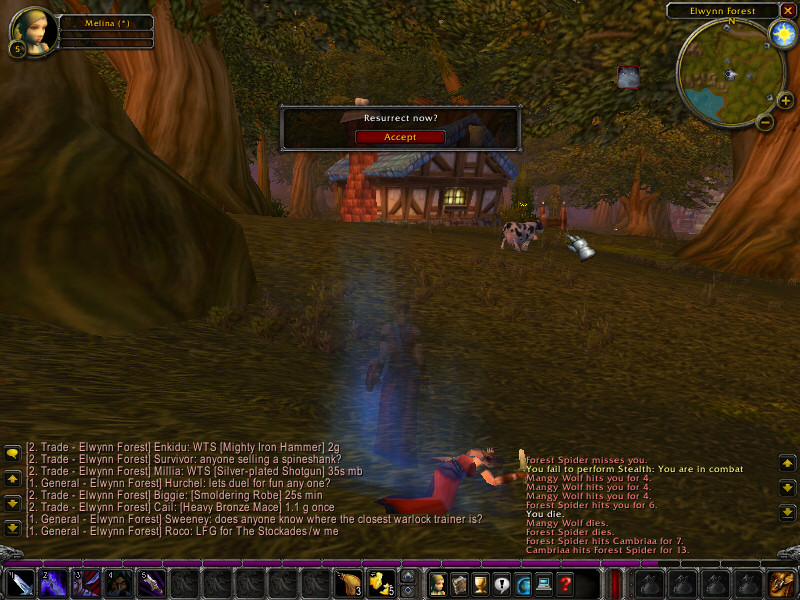 Melina (*)
5
Elwynn Forest
N
Resurrect now?
Accept
[2. Trade - Elwynn Forest] Enkidu: WTS [Mighty Iron Hammer] 2g
[2. Trade - Elwynn Forest] Survivor: anyone selling a spineshank?
[2. Trade - Elwynn Forest] Millia: WTS [Silver-plated Shotgun] 35s mb
[1. General - Elwynn Forest] Hurchel: lets duel for fun any one?
[2. Trade - Elwynn Forest] Biggie: [Smoldering Robe] 25s min
[2. Trade - Elwynn Forest] Cail: [Heavy Bronze Mace] 1.1 g once
[1. General - Elwynn Forest] Sweeney: does anyone know where the closest warlock trainer is?
[1. General - Elwynn Forest] Roco: LFG for The Stockades /w me
Forest Spider misses you.
You fail to perform Stealth: You are in combat
Mangy Wolf hits you for 4.
Mangy Wolf hits you for 4.
Mangy Wolf hits you for 4.
Forest Spider hits you for 6.
You die.
Mangy Wolf dies.
Forest Spider dies.
Forest Spider hits Cambriaa for 7.
Cambriaa hits Forest Spider for 13.
1 2 3 4 5 3 5